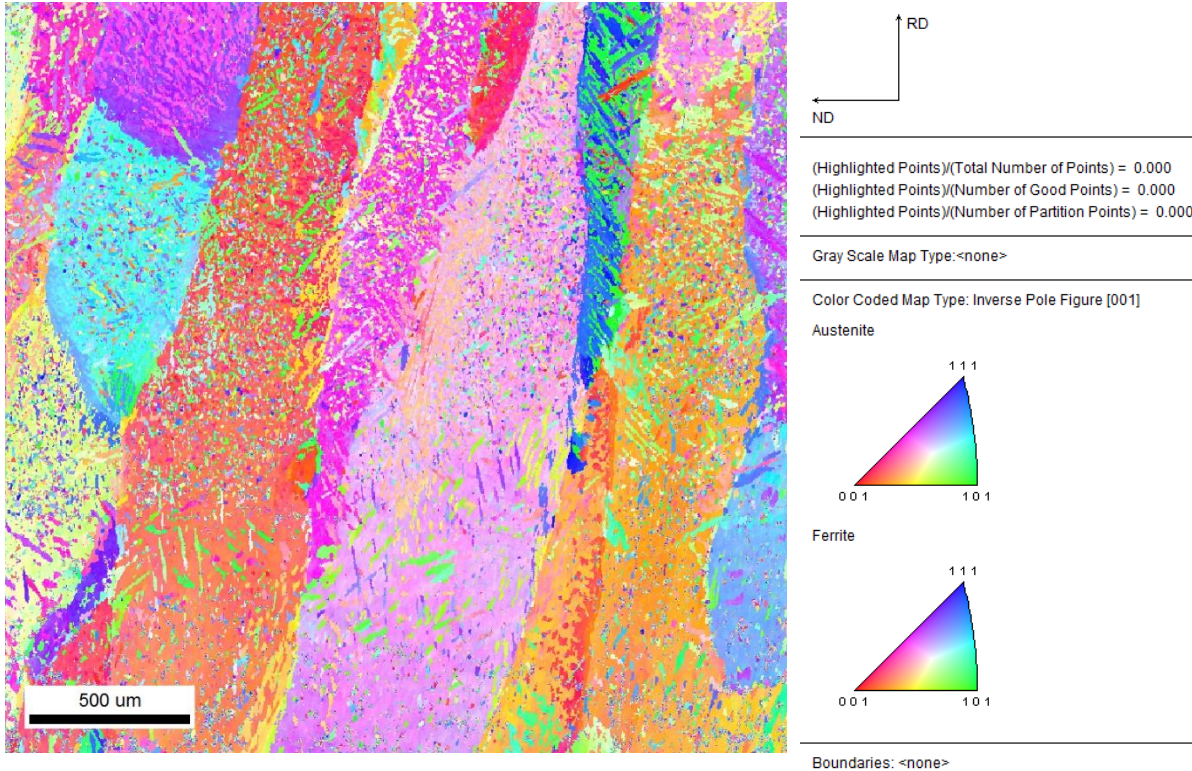 RD
ND
(Highlighted Points)/(Total Number of Points) = 0.000
(Highlighted Points)/(Number of Good Points) = 0.000
(Highlighted Points)/(Number of Partition Points) = 0.000
Gray Scale Map Type:<none>
Color Coded Map Type: Inverse Pole Figure [001]
Austenite
1 1 1
0 0 1 1 0 1
Ferrite
1 1 1
0 0 1 1 0 1
500 um
Boundaries: <none>